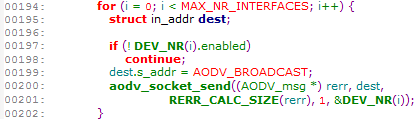 00194: for (i = 0; i < MAX_NR_INTERFACES; i++) {
00195: struct in_addr dest;
00196:
00197: if (! DEV_NR(i).enabled)
00198: continue;
00199: dest.s_addr = AODV_BROADCAST;
00200: aodv_socket_send((AODV_msg *) rerr, dest,
00201: RERR_CALC_SIZE(rerr), 1, &DEV_NR(i));
00202: }